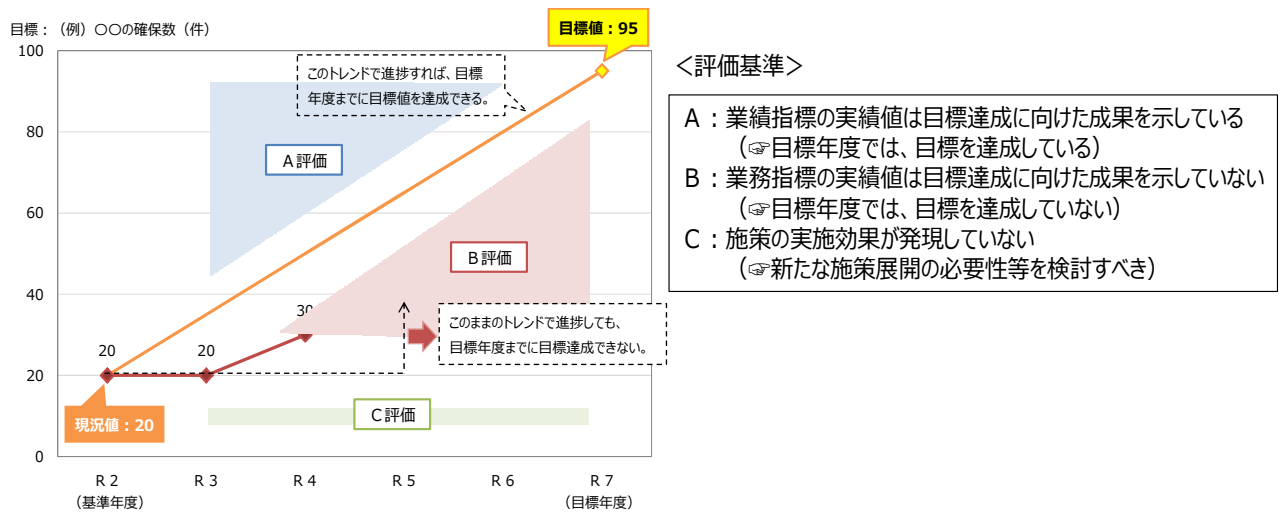 目標：（例）〇〇の確保数（件）
目標値：95
100
80
60
40
20
0
このトレンドで進捗すれば、目標
年度までに目標値を達成できる。
Ａ評価
Ｂ評価
30
20
20
このままのトレンドで進捗しても、
目標年度までに目標達成できない。
Ｃ評価
現況値：20
Ｒ２
（基準年度）
Ｒ３
Ｒ４
Ｒ５
Ｒ６
Ｒ７
（目標年度）
＜評価基準＞
Ａ：業績指標の実績値は目標達成に向けた成果を示している
（☞目標年度では、目標を達成している）
Ｂ：業務指標の実績値は目標達成に向けた成果を示していない
（☞目標年度では、目標を達成していない）
Ｃ：施策の実施効果が発現していない
（☞新たな施策展開の必要性等を検討すべき）